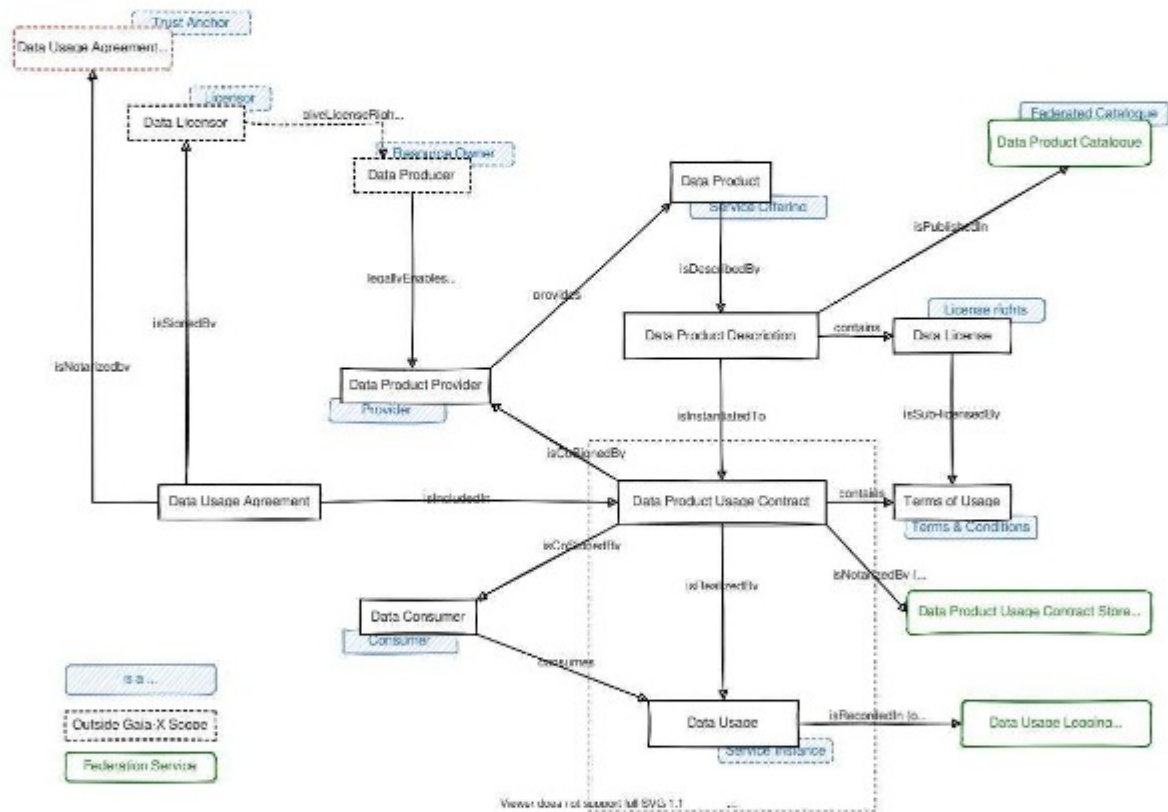 Trust Anchor
Data Usage Agreement...
Licensor
Data Licensor
giveLicenseRigh...
Resource Owner
Data Producer
Federated Catalogue
Data Product Catalogue
Data Product
Service Offering
isPublishedIn
isDescribedBy
legallyEnables...
provides
isSignedBy
License rights
Data Product Description
contains
Data License
isNotarizedby
Data Product Provider
Provider
isInstantiatedTo
isSub-licensedBy
isCoSignedBy
Data Usage Agreement
isIncludedIn
Data Product Usage Contract
contains
Terms of Usage
Terms & Conditions
isCoSignedBy
isRealizedBy
isNotarizedBy (...
Data Consumer
Consumer
Data Product Usage Contract Store...
consumes
is a ...
Outside Gaia-X Scope
Data Usage
isRecordedIn (o...
Data Usage Logging...
Service Instance
Federation Service
Viewer does not support full SVG 1.1
...